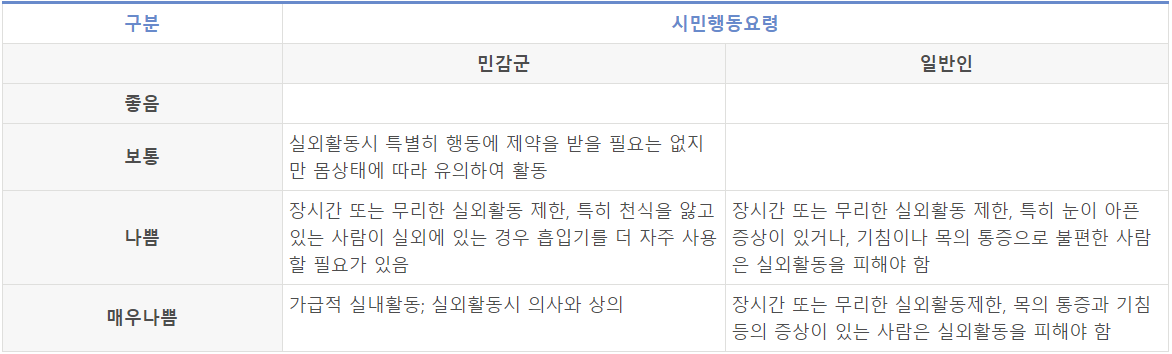 구분
시민행동요령
민감군
일반인
좋음
보통
실외활동시 특별히 행동에 제약을 받을 필요는 없지
만 몸상태에 따라 유의하여 활동
나쁨
장시간 또는 무리한 실외활동 제한, 특히 천식을 앓고
있는 사람이 실외에 있는 경우 흡입기를 더 자주 사용
할 필요가 있음
장시간 또는 무리한 실외활동 제한, 특히 눈이 아픈
증상이 있거나, 기침이나 목의 통증으로 불편한 사람
은 실외활동을 피해야 함
매우나쁨
가급적 실내활동; 실외활동시 의사와 상의
장시간 또는 무리한 실외활동제한, 목의 통증과 기침
등의 증상이 있는 사람은 실외활동을 피해야 함